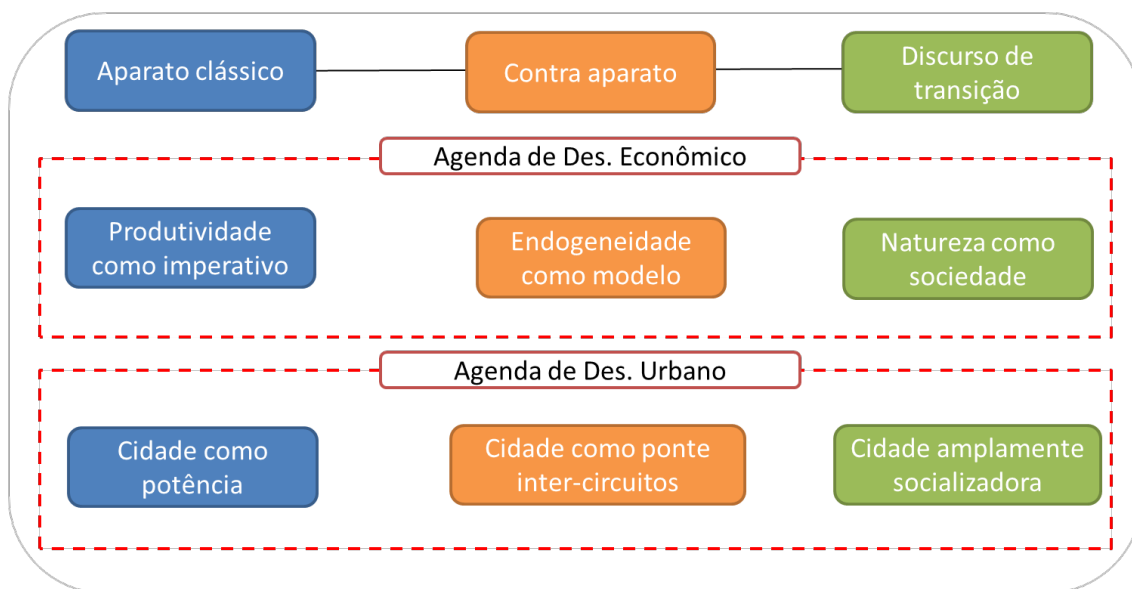 Aparato clássico
Contra aparato
Discurso de
transição
Agenda de Des. Econômico
Produtividade
como imperativo
Endogeneidade
como modelo
Natureza como
sociedade
Agenda de Des. Urbano
Cidade como
potência
Cidade como ponte
inter-circuitos
Cidade amplamente
socializadora